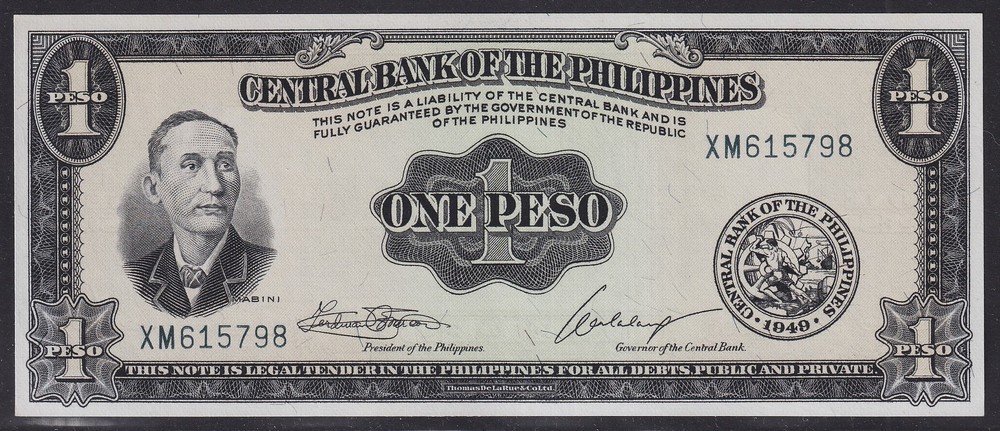 1
PESO
1
PESO
CENTRAL BANK OF THE PHILIPPINES
THIS NOTE IS A LIABILITY OF THE CENTRAL BANK AND IS
FULLY GUARANTEED BY THE GOVERNMENT OF THE REPUBLIC
OF THE PHILIPPINES
XM615798
1
ONE PESO
MABINI
CENTRAL BANK OF THE PHILIPPINES
· 1949 ·
XM615798
President of the Philippines.
Governor of the Central Bank.
1
PESO
1
PESO
THIS NOTE IS LEGAL TENDER IN THE PHILIPPINES FOR ALL DEBTS, PUBLIC AND PRIVATE.
Thomas De La Rue & Co Ltd.